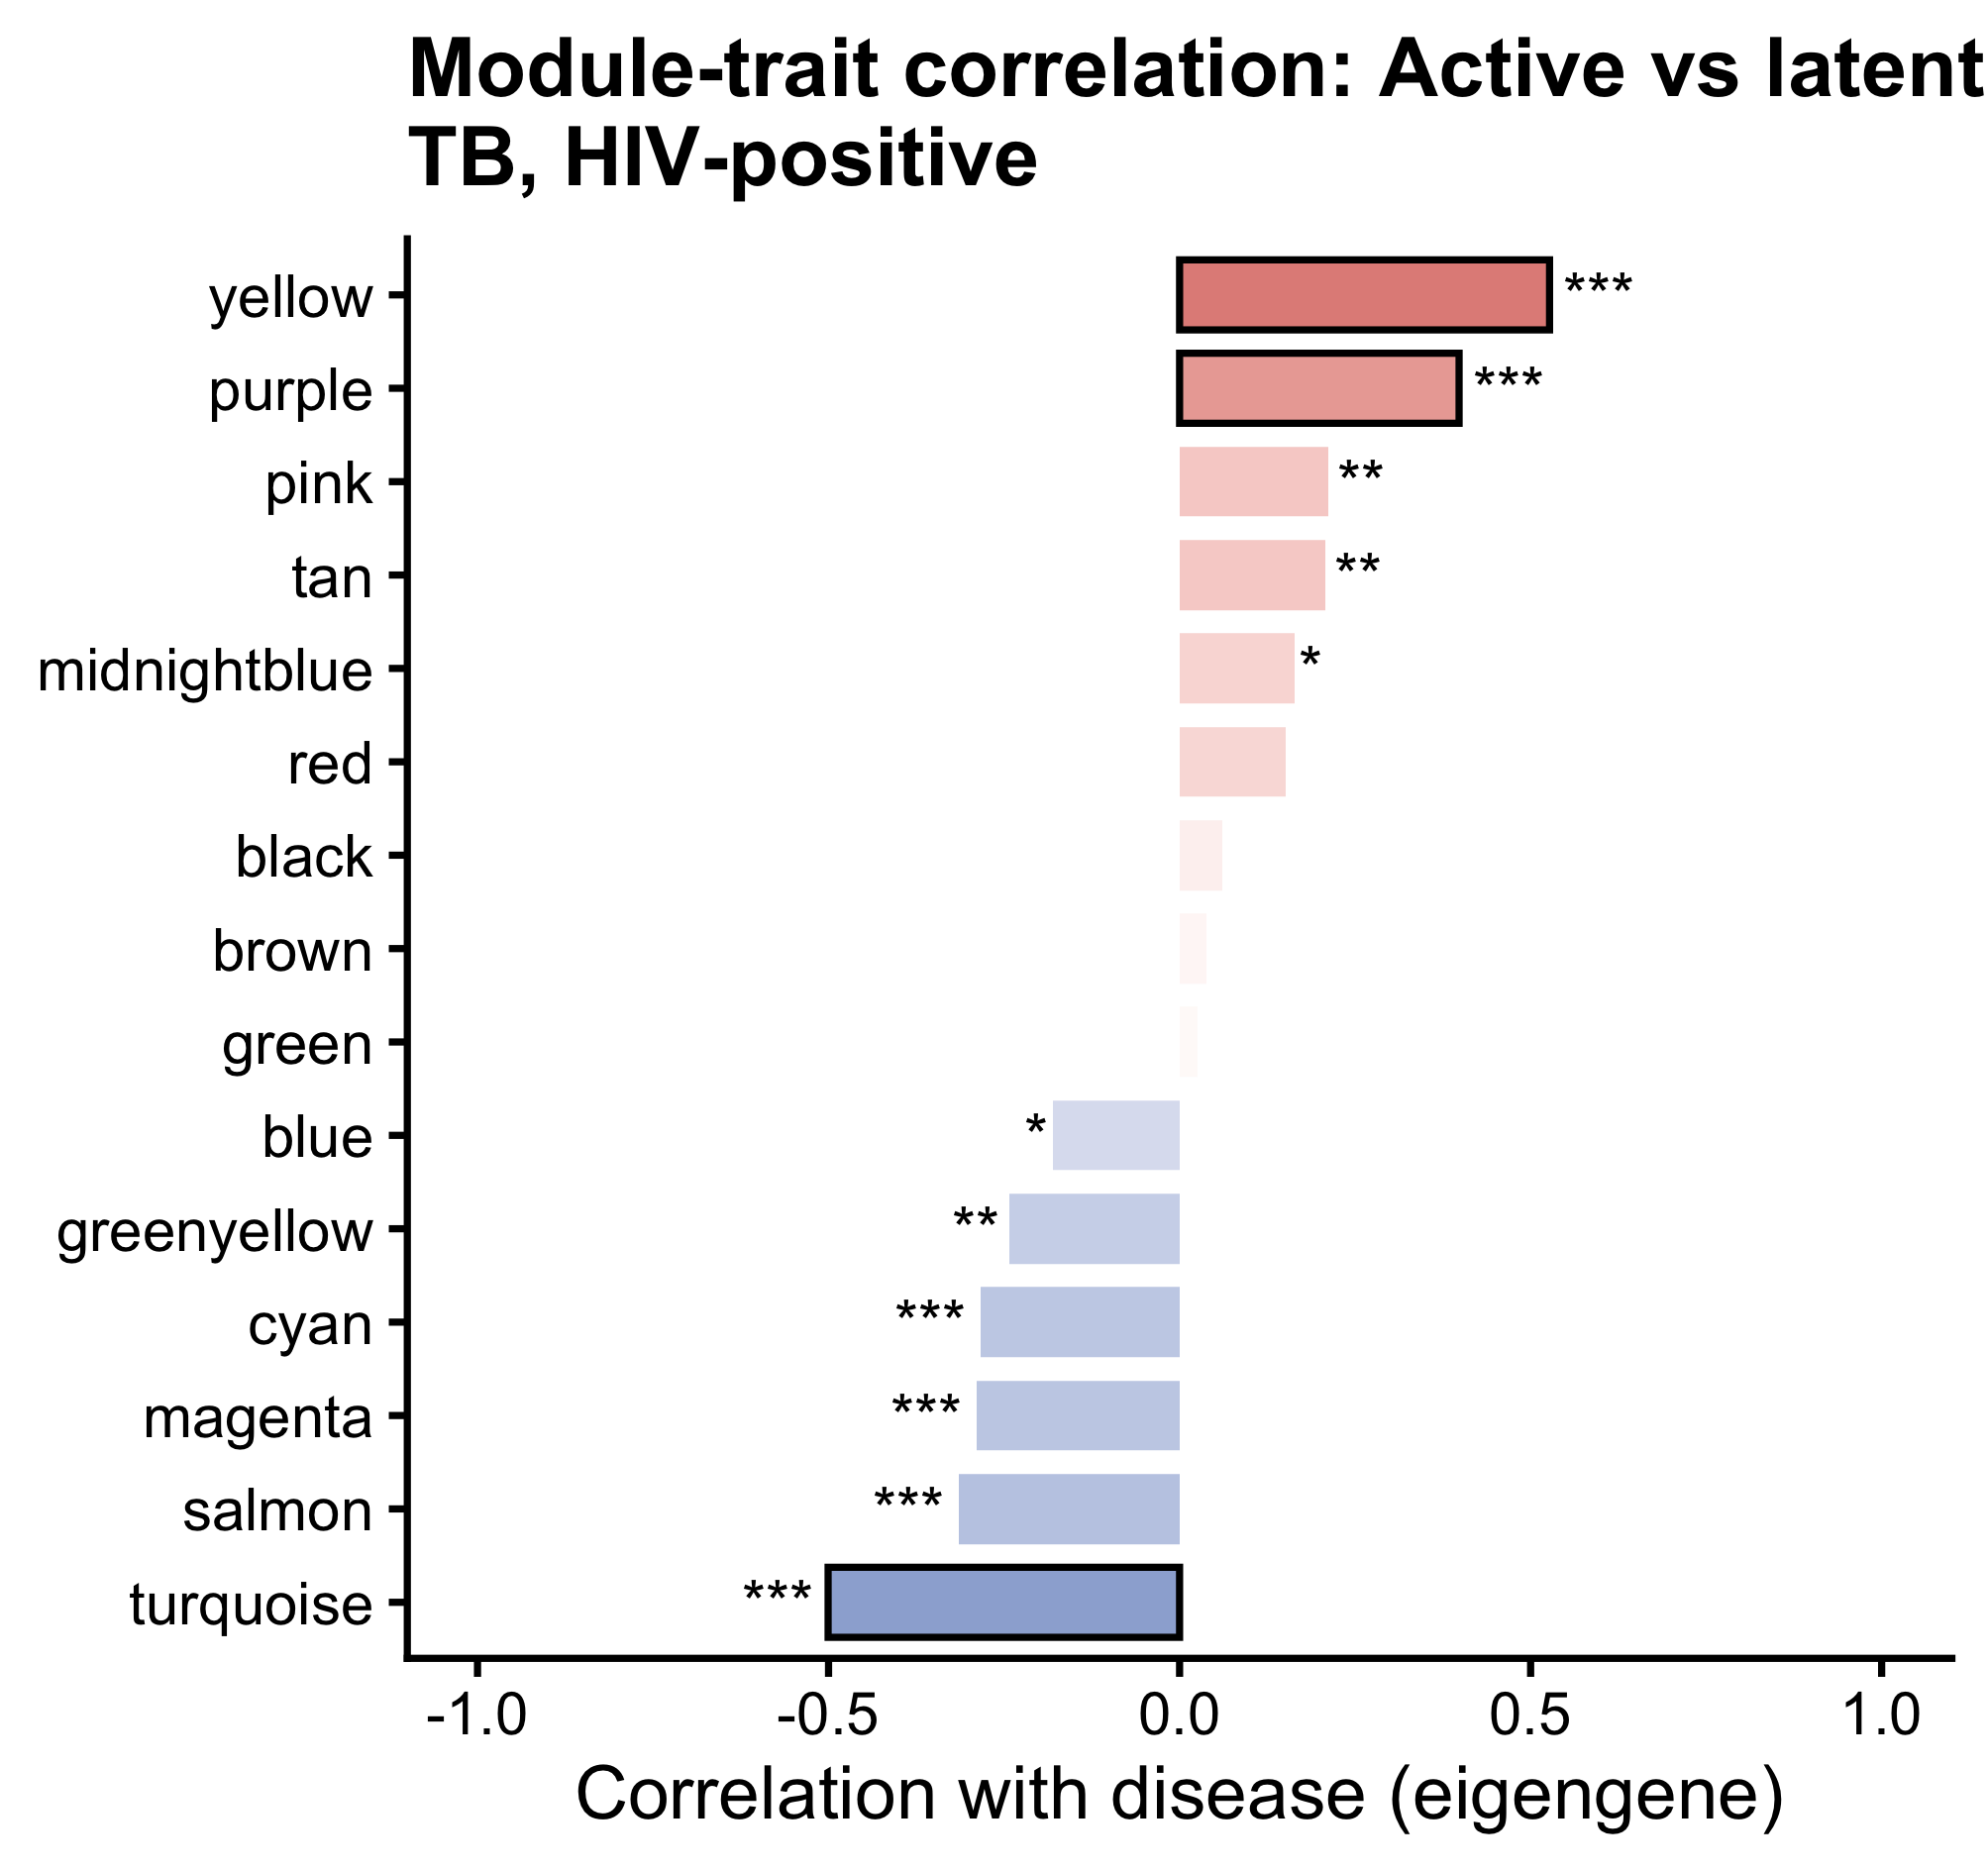 Module-trait correlation: Active vs latent
TB, HIV-positive
yellow ***
purple ***
pink **
tan **
midnightblue *
red
black
brown
green
blue *
greenyellow **
cyan ***
magenta ***
salmon ***
turquoise ***
-1.0 -0.5 0.0 0.5 1.0
Correlation with disease (eigengene)